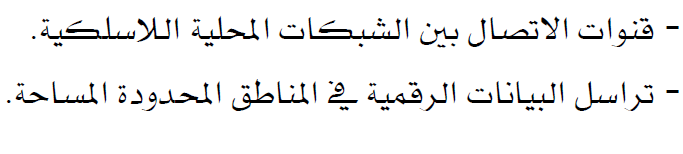 - قنوات الاتصال بين الشبكات المحلية اللاسلكية.
- تراسل البيانات الرقمية في المناطق المحدودة المساحة.